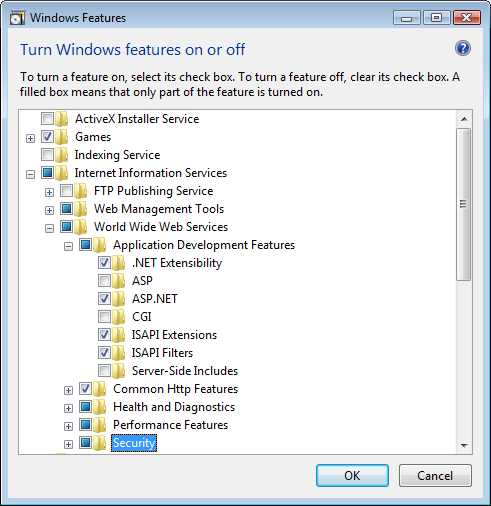 Windows Features
Turn Windows features on or off
To turn a feature on, select its check box. To turn a feature off, clear its check box. A
filled box means that only part of the feature is turned on.
ActiveX Installer Service
Games
Indexing Service
Internet Information Services
FTP Publishing Service
Web Management Tools
World Wide Web Services
Application Development Features
.NET Extensibility
ASP
ASP.NET
CGI
ISAPI Extensions
ISAPI Filters
Server-Side Includes
Common Http Features
Health and Diagnostics
Performance Features
Security
OK Cancel